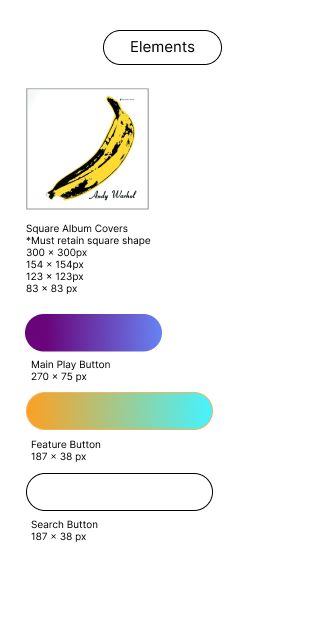 Elements
Andy Warhol
Square Album Covers
*Must retain square shape
300 × 300px
154 × 154px
123 × 123px
83 × 83 px
Main Play Button
270 × 75 px
Feature Button
187 × 38 px
Search Button
187 × 38 px